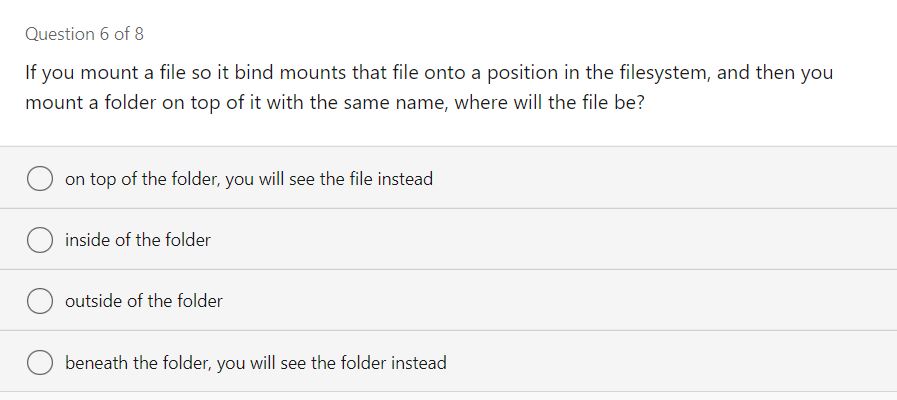 Question 6 of 8
If you mount a file so it bind mounts that file onto a position in the filesystem, and then you
mount a folder on top of it with the same name, where will the file be?
on top of the folder, you will see the file instead
inside of the folder
outside of the folder
beneath the folder, you will see the folder instead